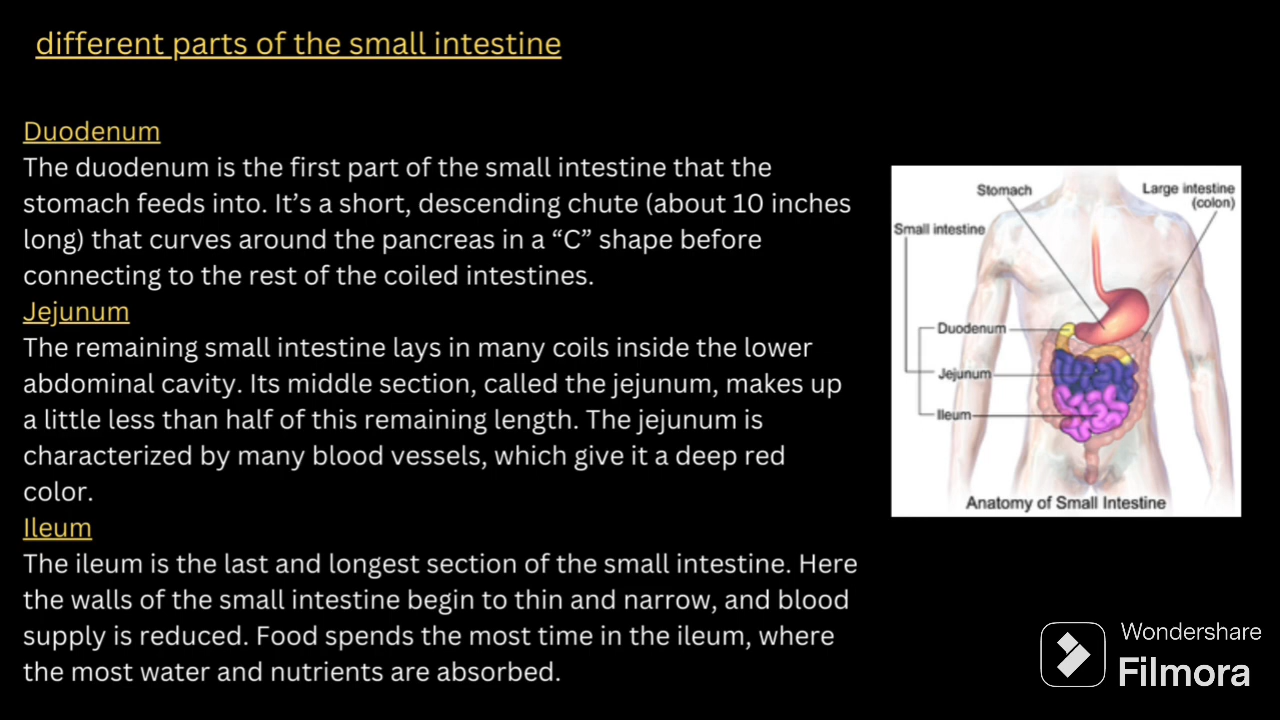 different parts of the small intestine
Duodenum
The duodenum is the first part of the small intestine that the
stomach feeds into. It’s a short, descending chute (about 10 inches
long) that curves around the pancreas in a “C” shape before
connecting to the rest of the coiled intestines.
Jejunum
The remaining small intestine lays in many coils inside the lower
abdominal cavity. Its middle section, called the jejunum, makes up
a little less than half of this remaining length. The jejunum is
characterized by many blood vessels, which give it a deep red
color.
Ileum
The ileum is the last and longest section of the small intestine. Here
the walls of the small intestine begin to thin and narrow, and blood
supply is reduced. Food spends the most time in the ileum, where
the most water and nutrients are absorbed.
Stomach
Large intestine
(colon)
Small intestine
Duodenum
Jejunum
Ileum
Anatomy of Small Intestine
Wondershare
Filmora